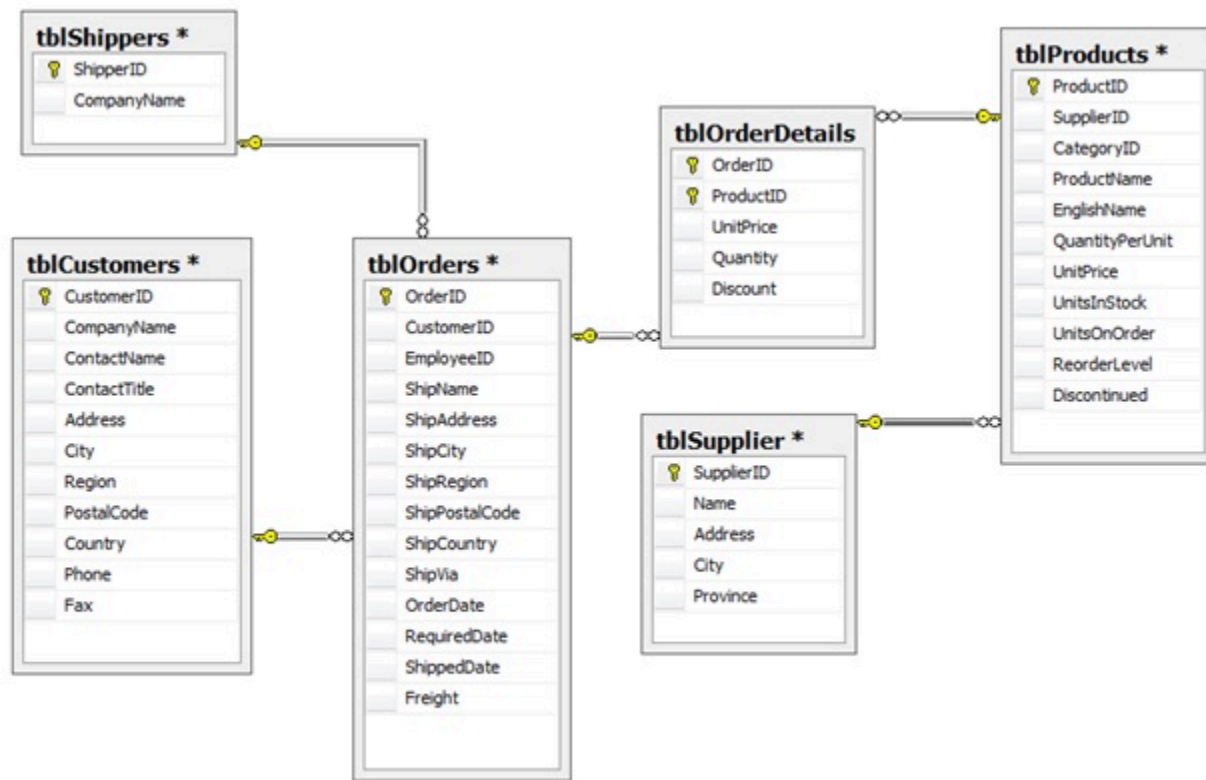 tblShippers *
ShipperID
CompanyName
tblCustomers *
CustomerID
CompanyName
ContactName
ContactTitle
Address
City
Region
PostalCode
Country
Phone
Fax
tblOrders *
OrderID
CustomerID
EmployeeID
ShipName
ShipAddress
ShipCity
ShipRegion
ShipPostalCode
ShipCountry
ShipVia
OrderDate
RequiredDate
ShippedDate
Freight
tblOrderDetails
OrderID
ProductID
UnitPrice
Quantity
Discount
tblSupplier *
SupplierID
Name
Address
City
Province
tblProducts *
ProductID
SupplierID
CategoryID
ProductName
EnglishName
QuantityPerUnit
UnitPrice
UnitsInStock
UnitsOnOrder
ReorderLevel
Discontinued